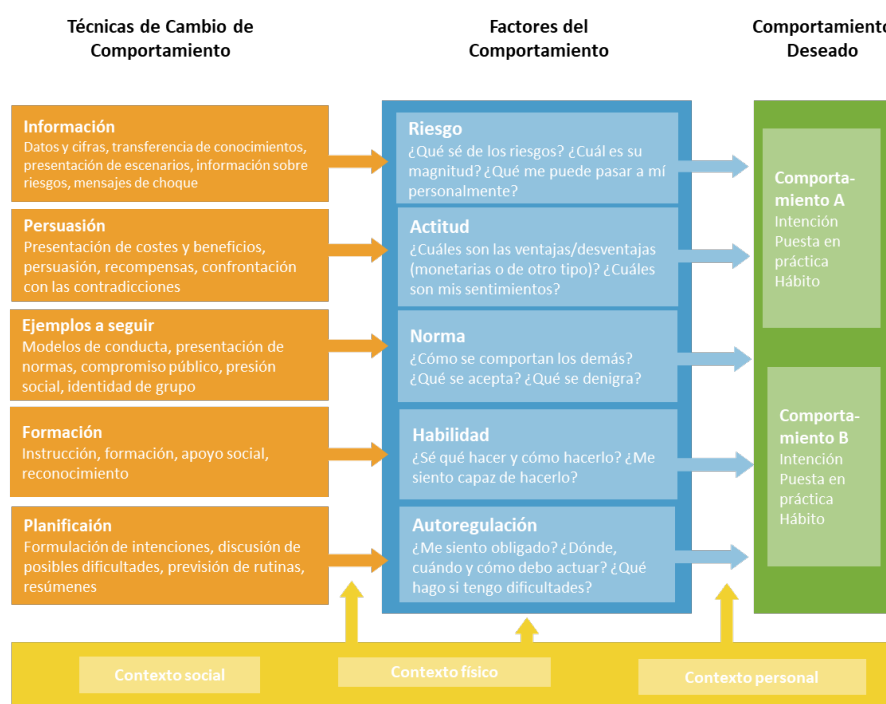 Técnicas de Cambio de
Comportamiento
Factores del
Comportamiento
Comportamiento
Deseado
Información
Datos y cifras, transferencia de conocimientos,
presentación de escenarios, información sobre
riesgos, mensajes de choque
Persuasión
Presentación de costes y beneficios,
persuasión, recompensas, confrontación
con las contradicciones
Ejemplos a seguir
Modelos de conducta, presentación de
normas, compromiso público, presión
social, identidad de grupo
Formación
Instrucción, formación, apoyo social,
reconocimiento
Planificaión
Formulación de intenciones, discusión de
posibles dificultades, previsión de rutinas,
resúmenes
Riesgo
¿Qué sé de los riesgos? ¿Cuál es su
magnitud? ¿Qué me puede pasar a mí
personalmente?
Actitud
¿Cuáles son las ventajas/desventajas
(monetarias o de otro tipo)? ¿Cuáles
son mis sentimientos?
Norma
¿Cómo se comportan los demás?
¿Qué se acepta? ¿Qué se denigra?
Habilidad
¿Sé qué hacer y cómo hacerlo? ¿Me
siento capaz de hacerlo?
Autoregulación
¿Me siento obligado? ¿Dónde,
cuándo y cómo debo actuar? ¿Qué
hago si tengo dificultades?
Comporta-
miento A
Intención
Puesta en
práctica
Hábito
Comporta-
miento B
Intención
Puesta en
práctica
Hábito
Contexto social
Contexto físico
Contexto personal